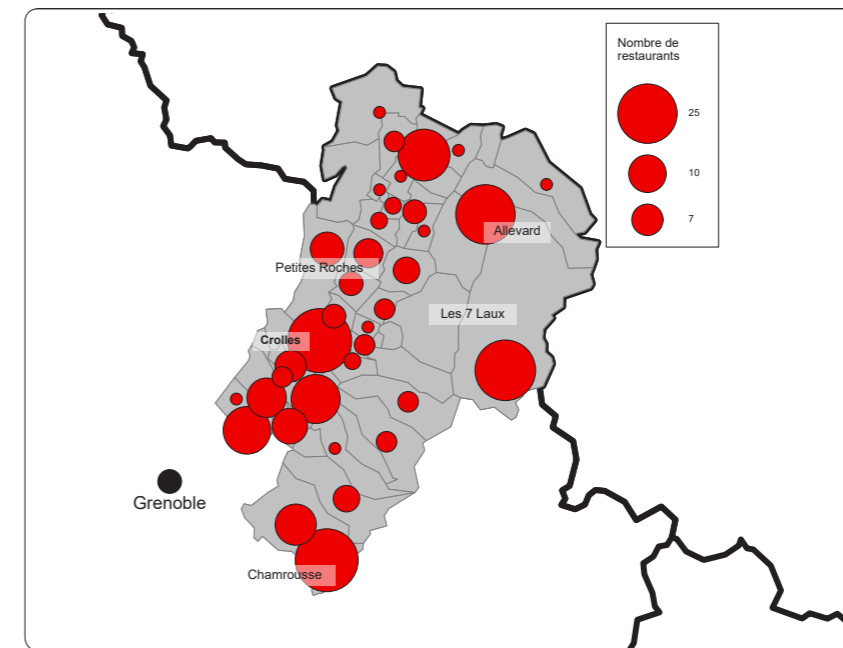 Nombre de
restaurants
25
10
7
Allevard
Petites Roches
Les 7 Laux
Crolles
Grenoble
Chamrousse